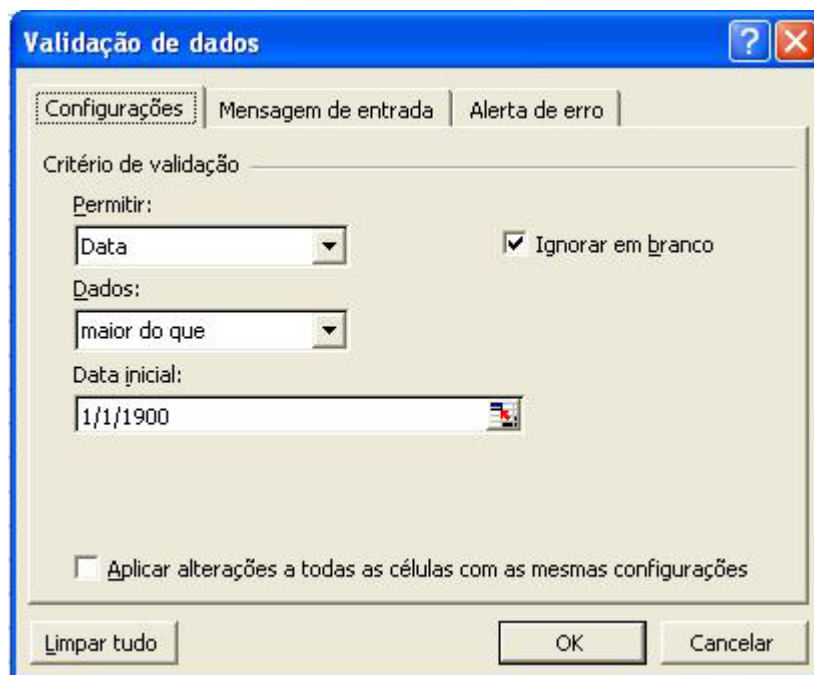 Validação de dados
?
Configurações Mensagem de entrada Alerta de erro
Critério de validação
Permitir:
Data
Ignorar em branco
Dados:
maior do que
Data inicial:
1/1/1900
Aplicar alterações a todas as células com as mesmas configurações
Limpar tudo OK Cancelar